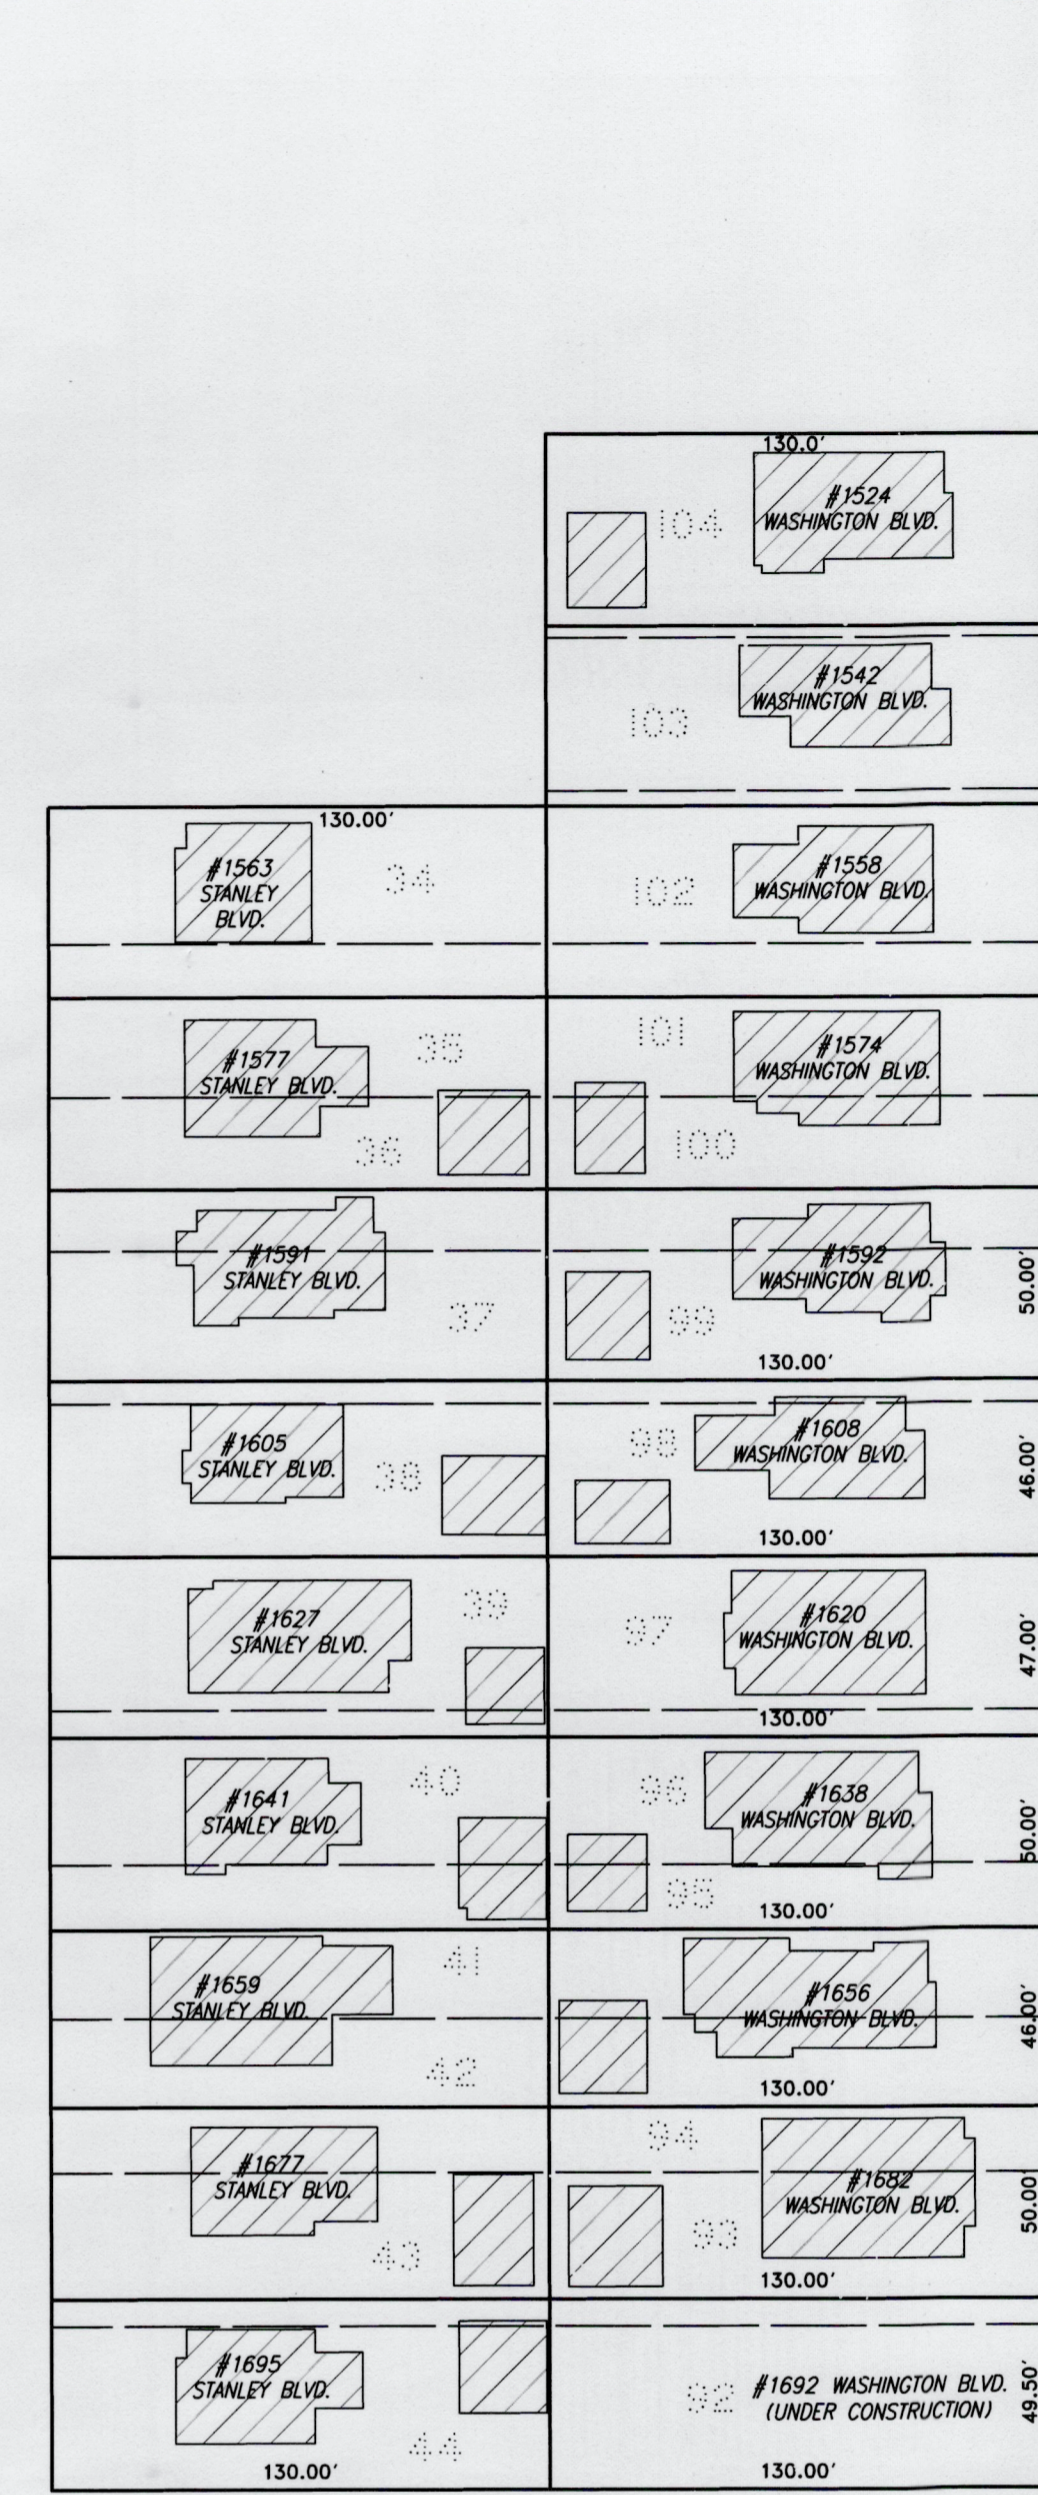 130.0'
#1524
WASHINGTON BLVD.
104
#1542
WASHINGTON BLVD.
103
130.00'
#1563
STANLEY
BLVD.
34
102
#1558
WASHINGTON BLVD.
#1577
STANLEY BLVD.
35
36
101
100
#1574
WASHINGTON BLVD.
#1591
STANLEY BLVD.
37
99
#1592
WASHINGTON BLVD.
50.00'
130.00'
#1605
STANLEY BLVD.
38
98
#1608
WASHINGTON BLVD.
46.00'
130.00'
#1627
STANLEY BLVD.
39
97
#1620
WASHINGTON BLVD.
47.00'
130.00'
#1641
STANLEY BLVD.
40
96
95
#1638
WASHINGTON BLVD.
50.00'
130.00'
#1659
STANLEY BLVD.
41
42
#1656
WASHINGTON BLVD.
46.00'
130.00'
#1677
STANLEY BLVD.
43
94
93
#1682
WASHINGTON BLVD.
50.00'
130.00'
#1695
STANLEY BLVD.
44
130.00'
92
#1692 WASHINGTON BLVD.
(UNDER CONSTRUCTION)
49.50'
130.00'